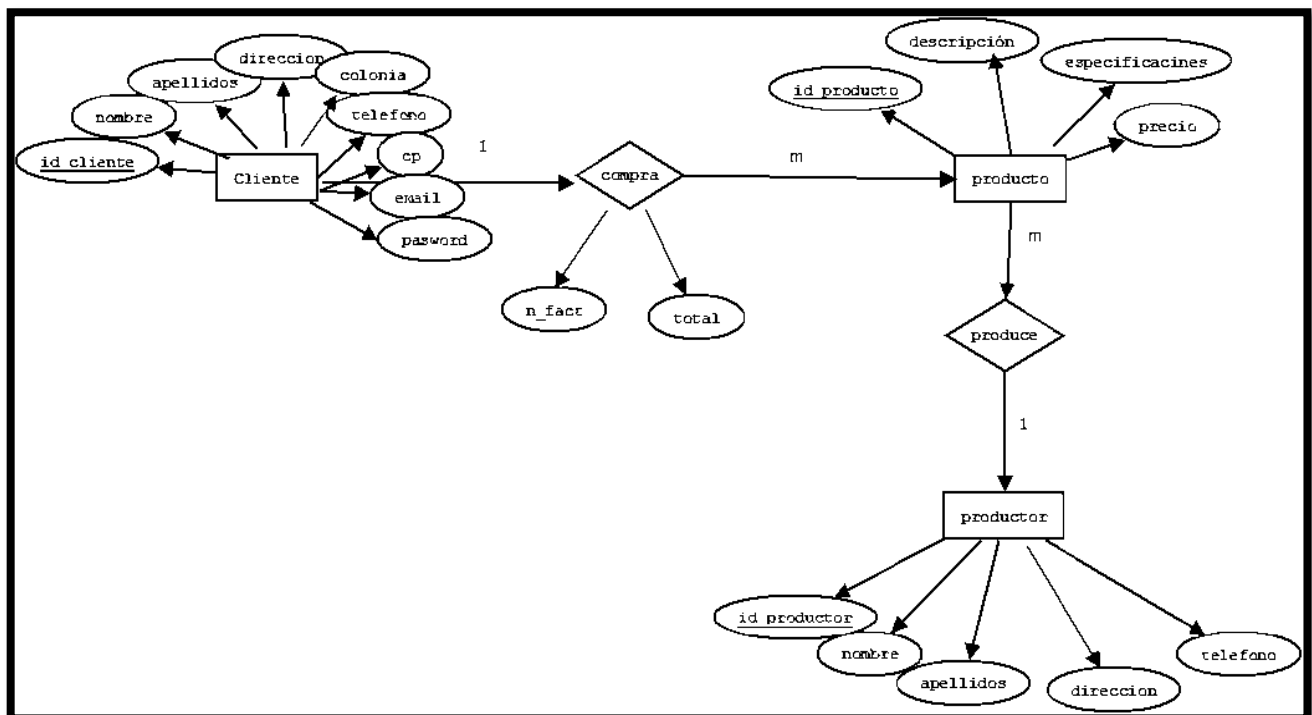 direccion
colonia
apellidos
nombre
telefono
id cliente
cp
Cliente
email
pasword
1
compra
m
n_fact
total
descripción
especificacines
id producto
precio
producto
m
produce
1
productor
id productor
nombre
apellidos
direccion
telefono